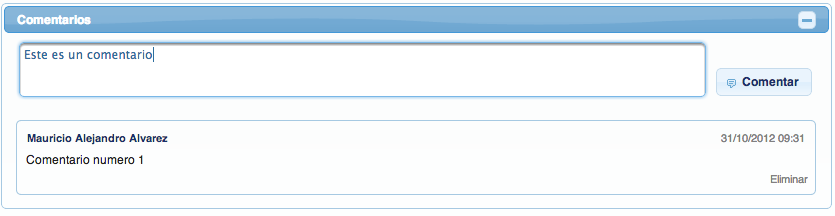 Comentarios
Este es un comentario
Comentar
Mauricio Alejandro Alvarez 31/10/2012 09:31
Comentario numero 1
Eliminar